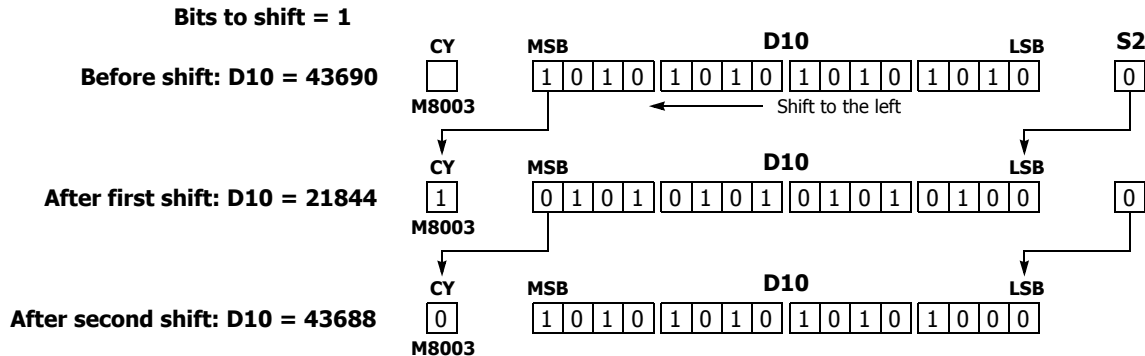 Bits to shift = 1
CY MSB D10 LSB S2
Before shift: D10 = 43690 1 0 1 0 1 0 1 0 1 0 1 0 1 0 1 0 0
M8003 Shift to the left
CY MSB D10 LSB
After first shift: D10 = 21844 1 0 1 0 1 0 1 0 1 0 1 0 1 0 1 0 0 0
M8003
CY MSB D10 LSB
After second shift: D10 = 43688 0 1 0 1 0 1 0 1 0 1 0 1 0 1 0 0 0
M8003